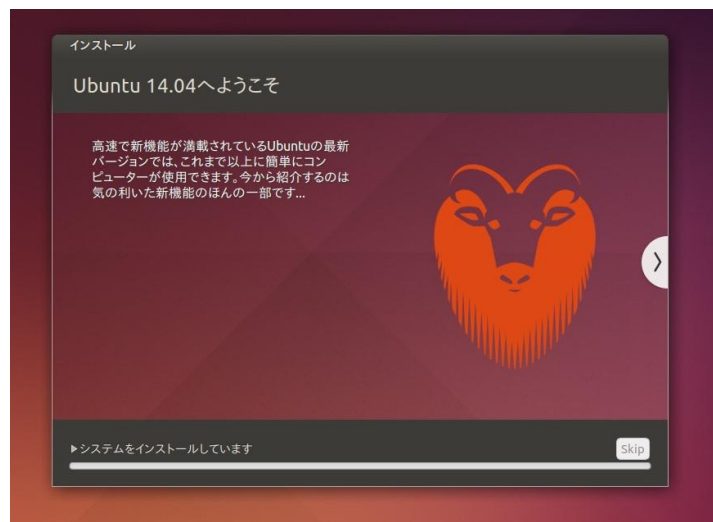 インストール
Ubuntu 14.04へようこそ
高速で新機能が満載されているUbuntuの最新
バージョンでは、これまで以上に簡単にコン
ピューターが使用できます。今から紹介するのは
気の利いた新機能のほんの一部です...
システムをインストールしています
Skip